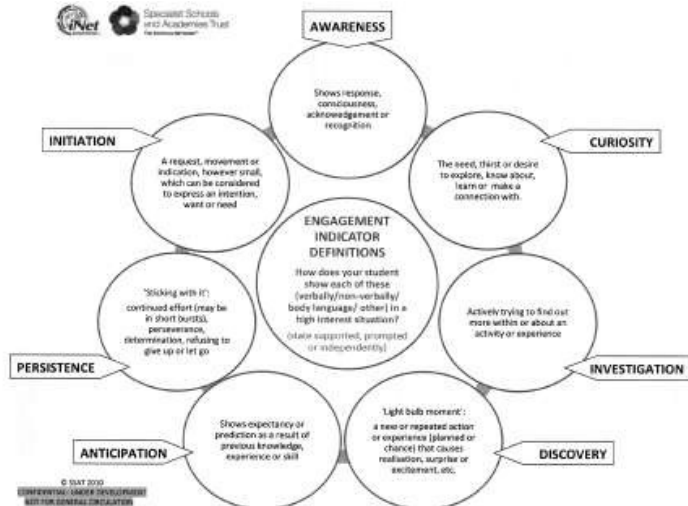 iNet
Specialist Schools
and Academies Trust
AWARENESS
Shows response,
consciousness,
acknowledgement or
recognition
CURIOSITY
The need, thirst or desire
to explore, know about,
learn or make a
connection with.
INVESTIGATION
Actively trying to find out
more within or about an
activity or experience
DISCOVERY
'Light bulb moment':
a new or repeated action
or experience (planned or
chance) that causes
realisation, surprise or
excitement, etc.
ANTICIPATION
Shows expectancy or
prediction as a result of
previous knowledge,
experience or skill
PERSISTENCE
'Sticking with it':
continued effort (may be
in short bursts),
perseverance,
determination, refusing to
give up or let go
INITIATION
A request, movement or
indication, however small,
which can be considered
to express an intention,
want or need
ENGAGEMENT
INDICATOR
DEFINITIONS
How does your student
show each of these
(verbally/non-verbally/
body language/ other) in a
high interest situation?
(state supported, prompted
or independently)
© SSAT 2010
CONFIDENTIAL: UNDER DEVELOPMENT
NOT FOR GENERAL CIRCULATION